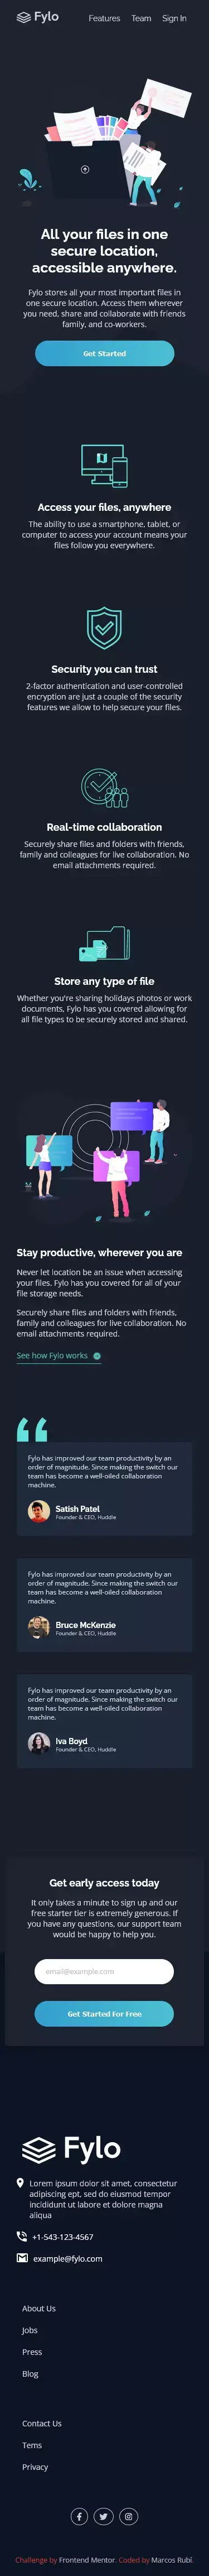 Fylo
Features Team Sign In
All your files in one
secure location,
accessible anywhere.
Fylo stores all your most important files in
one secure location. Access them wherever
you need, share and collaborate with friends
family, and co-workers.
Get Started
Access your files, anywhere
The ability to use a smartphone, tablet, or
computer to access your account means your
files follow you everywhere.
Security you can trust
2-factor authentication and user-controlled
encryption are just a couple of the security
features we allow to help secure your files.
Real-time collaboration
Securely share files and folders with friends,
family and colleagues for live collaboration. No
email attachments required.
Store any type of file
Whether you're sharing holidays photos or work
documents, Fylo has you covered allowing for
all file types to be securely stored and shared.
Stay productive, wherever you are
Never let location be an issue when accessing
your files. Fylo has you covered for all of your
file storage needs.
Securely share files and folders with friends,
family and colleagues for live collaboration. No
email attachments required.
See how Fylo works
Fylo has improved our team productivity by an
order of magnitude. Since making the switch our
team has become a well-oiled collaboration
machine.
Satish Patel
Founder & CEO, Huddle
Fylo has improved our team productivity by an
order of magnitude. Since making the switch our
team has become a well-oiled collaboration
machine.
Bruce McKenzie
Founder & CEO, Huddle
Fylo has improved our team productivity by an
order of magnitude. Since making the switch our
team has become a well-oiled collaboration
machine.
Iva Boyd
Founder & CEO, Huddle
Get early access today
It only takes a minute to sign up and our
free starter tier is extremely generous. If
you have any questions, our support team
would be happy to help you.
email@example.com
Get Started For Free
Fylo
Lorem ipsum dolor sit amet, consectetur
adipiscing ept, sed do eiusmod tempor
incididunt ut labore et dolore magna
aliqua
+1-543-123-4567
example@fylo.com
About Us
Jobs
Press
Blog
Contact Us
Tems
Privacy
Challenge by Frontend Mentor. Coded by Marcos Rubí.